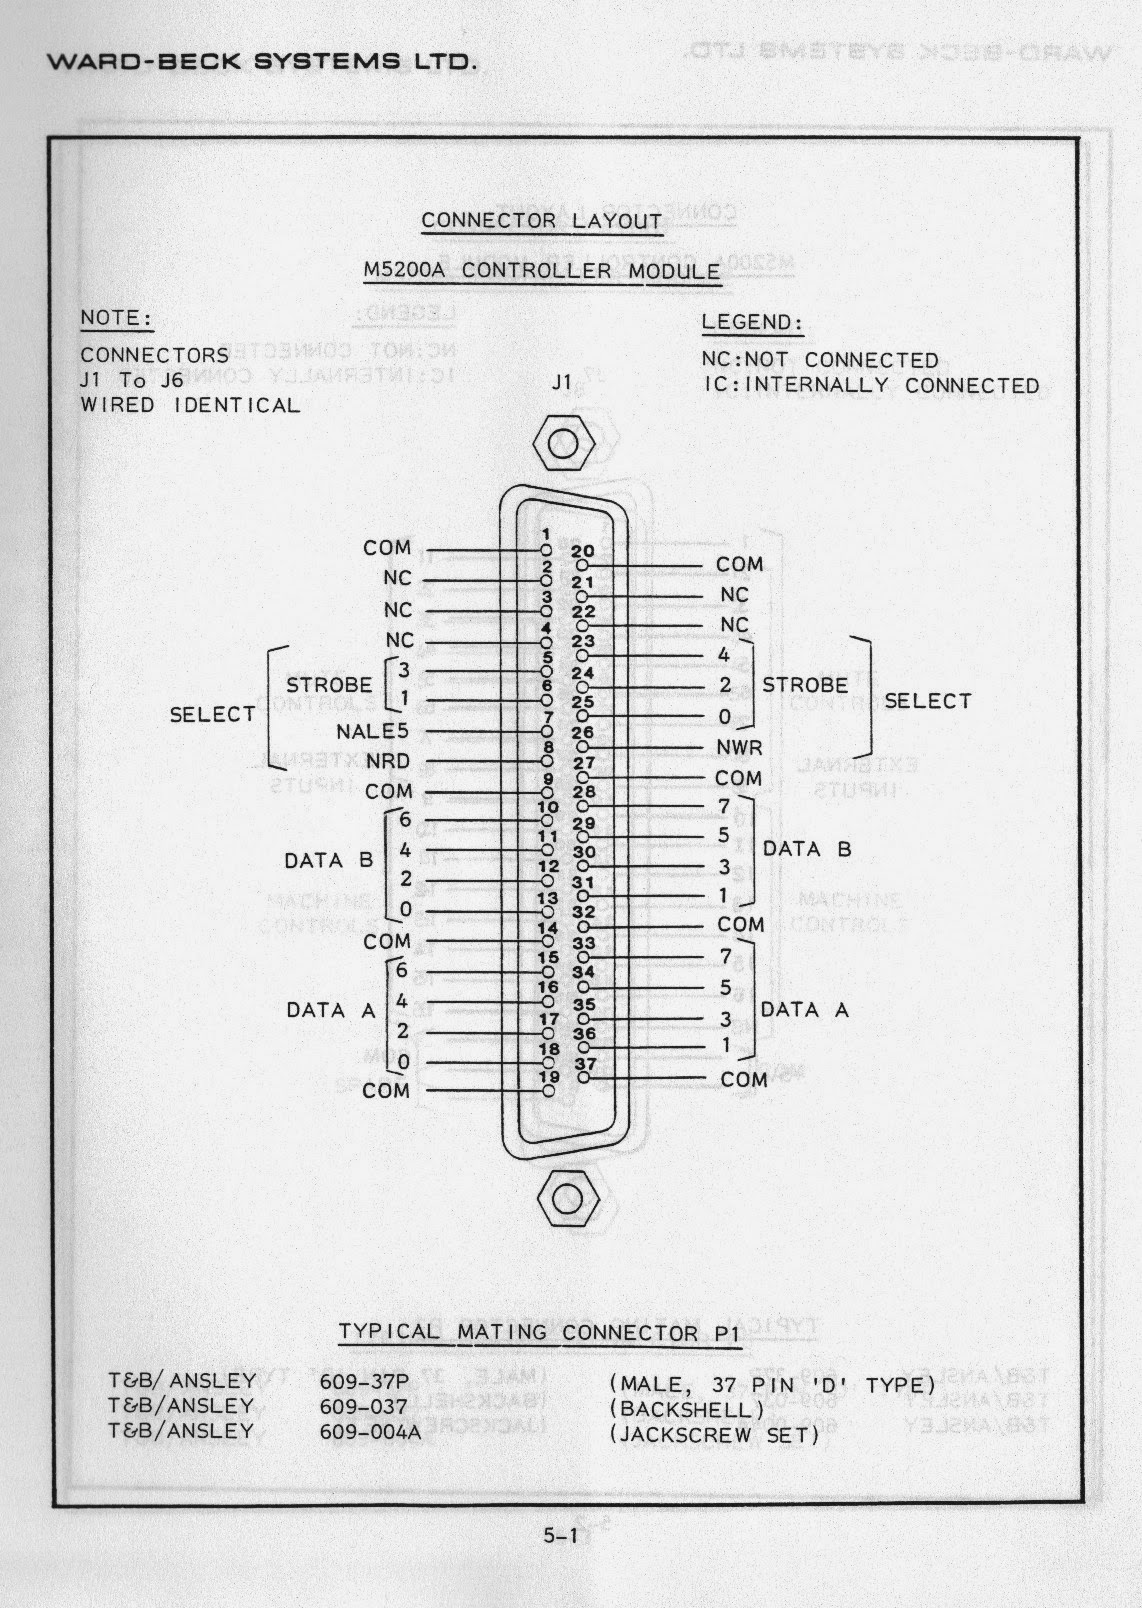 WARD-BECK SYSTEMS LTD.
CONNECTOR LAYOUT
M5200A CONTROLLER MODULE
NOTE:
CONNECTORS
J1 To J6
WIRED IDENTICAL
LEGEND:
NC:NOT CONNECTED
IC:INTERNALLY CONNECTED
J1
COM 1
20 COM
NC 2
21 NC
NC 3
22 NC
NC 4
23 4
3 5
24 2
1 6
25 0
STROBE
STROBE
SELECT
SELECT
NALE5 7
26 NWR
NRD 8
27 COM
COM 9
28 7
6 10
29 5
4 11
30 3
2 12
31 1
0 13
DATA B
DATA B
32 COM
COM 14
33 7
6 15
34 5
4 16
35 3
2 17
36 1
0 18
DATA A
DATA A
37 COM
COM 19
TYPICAL MATING CONNECTOR P1
T&B/ANSLEY 609-37P (MALE, 37 PIN 'D' TYPE)
T&B/ANSLEY 609-037 (BACKSHELL)
T&B/ANSLEY 609-004A (JACKSCREW SET)
5-1